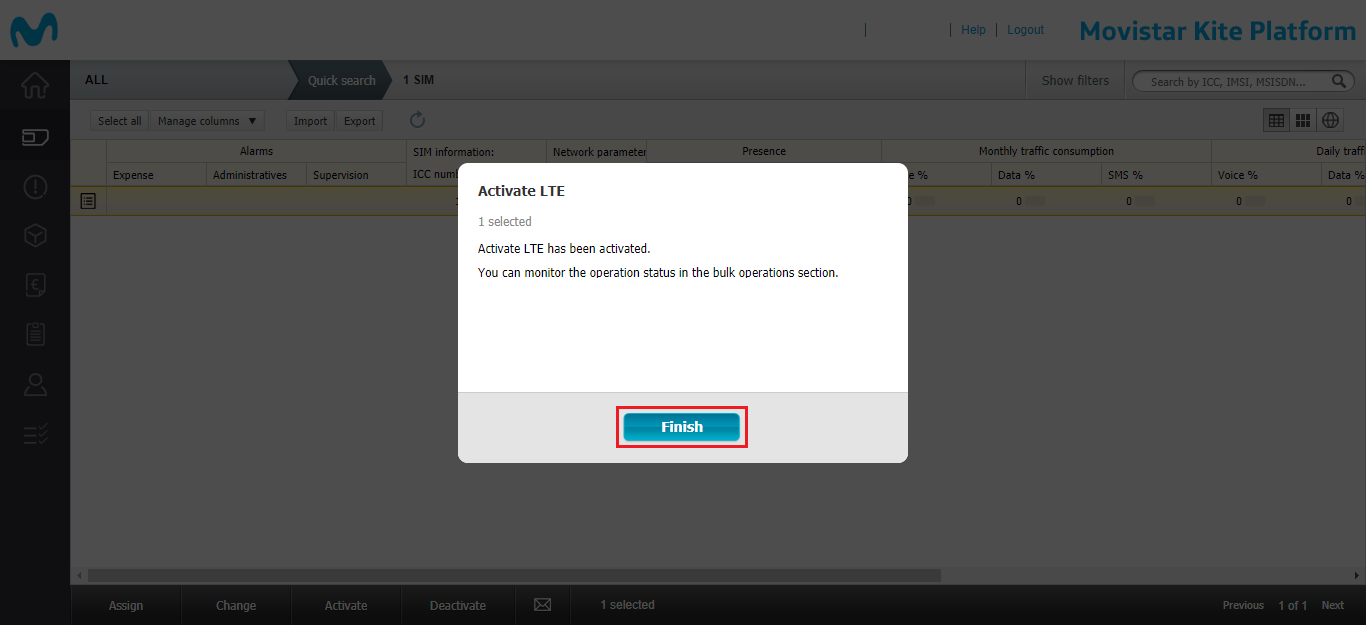 Help
Logout
Movistar Kite Platform
ALL
Quick search
1 SIM
Show filters
Search by ICC, IMSI, MSISDN...
Select all
Manage columns
Import
Export
Alarms
SIM information:
Network parameter
Presence
Monthly traffic consumption
Daily traff
Expense
Administratives
Supervision
ICC num
e %
Data %
SMS %
Voice %
Data %
0
0
0
0
0
Activate LTE
1 selected
Activate LTE has been activated.
You can monitor the operation status in the bulk operations section.
Finish
Assign
Change
Activate
Deactivate
1 selected
Previous
1 of 1
Next